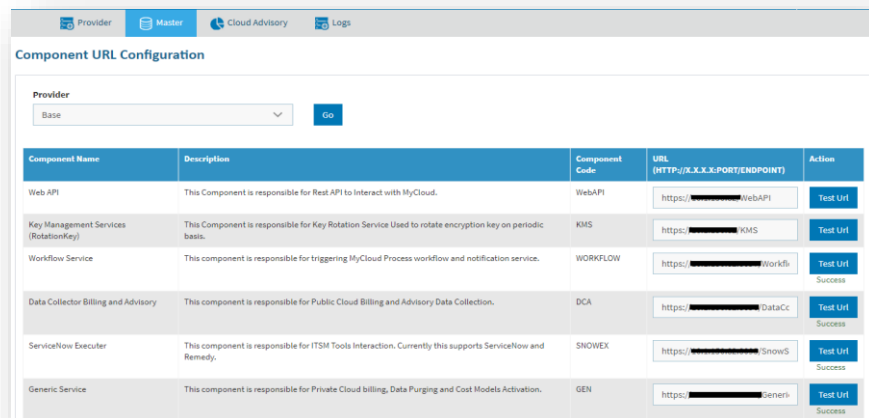 Provider Master Cloud Advisory Logs
Component URL Configuration
Provider
Base Go
Component Name Description Component Code URL (HTTP://X.X.X.X:PORT/ENDPOINT) Action
Web API This Component is responsible for Rest API to Interact with MyCloud. WebAPI https:/ WebAPI Test Url
Key Management Services (RotationKey) This Component is responsible for Key Rotation Service Used to rotate encryption key on periodic basis. KMS https:/ /KMS Test Url
Workflow Service This component is responsible for triggering MyCloud Process workflow and notification service. WORKFLOW https:/ Workfl Test Url
Success
Data Collector Billing and Advisory This component is responsible for Public Cloud Billing and Advisory Data Collection. DCA https:/ /DataCc Test Url
Success
ServiceNow Executer This component is responsible for ITSM Tools Interaction. Currently this supports ServiceNow and Remedy. SNOWEX https:/ /SnowS Test Url
Success
Generic Service This component is responsible for Private Cloud billing, Data Purging and Cost Models Activation. GEN https:/ Generi Test Url
Success